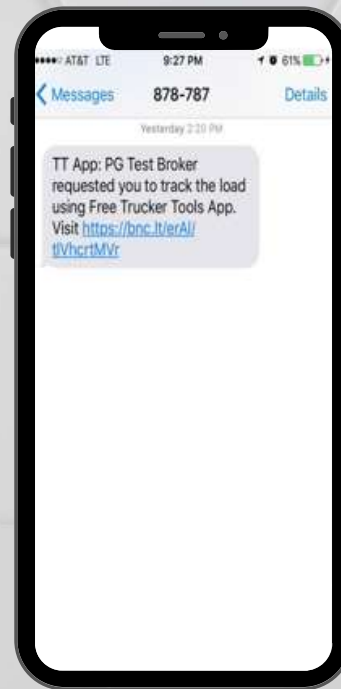 AT&T LTE 9:27 PM 61%
Messages 878-787 Details
Yesterday 2:20 PM
TT App: PG Test Broker
requested you to track the load
using Free Trucker Tools App.
Visit https://bnc.lt/erAl/
tlVhcrtMVr